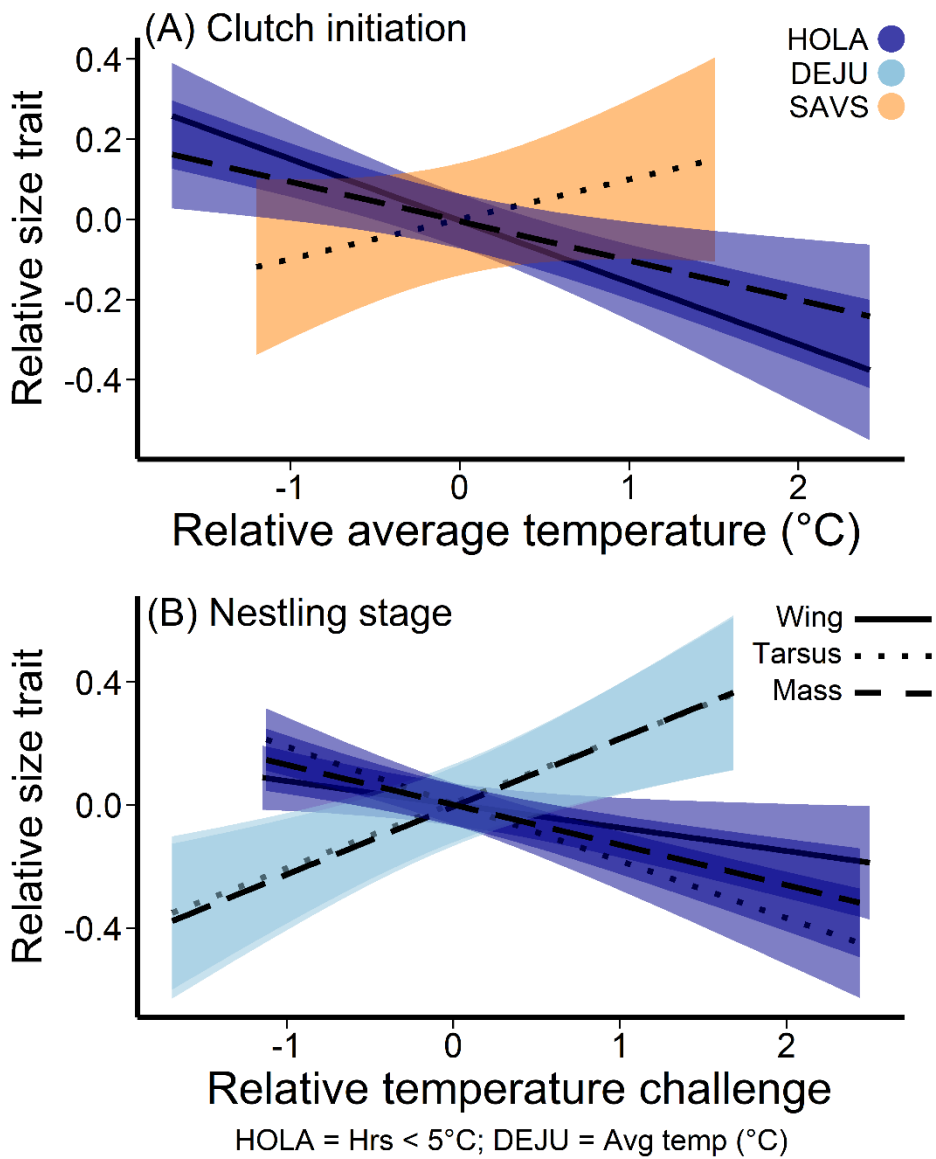 (A) Clutch initiation
HOLA
DEJU
SAVS
Relative size trait
0.4
0.2
0.0
-0.2
-0.4
-1 0 1 2
Relative average temperature (°C)
(B) Nestling stage
Wing
Tarsus
Mass
Relative size trait
0.4
0.0
-0.4
-1 0 1 2
Relative temperature challenge
HOLA = Hrs < 5°C; DEJU = Avg temp (°C)